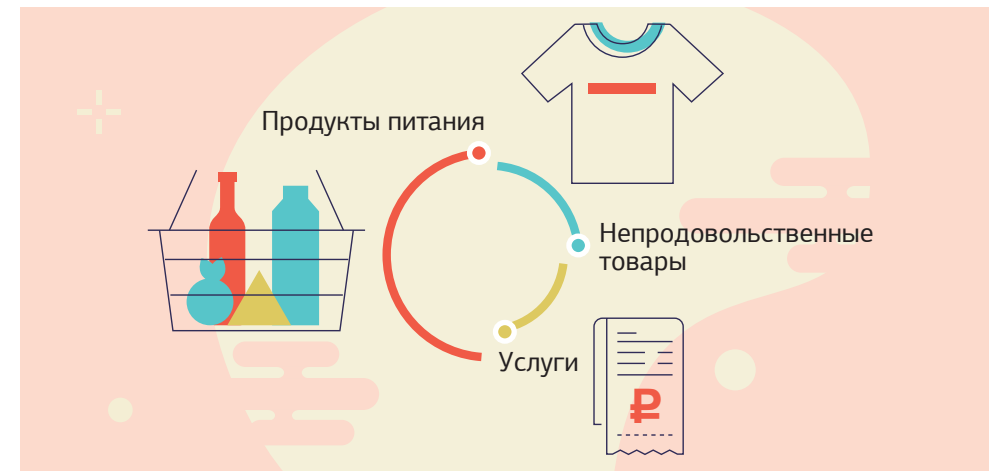 Продукты питания
Непродовольственные
товары
Услуги
₽